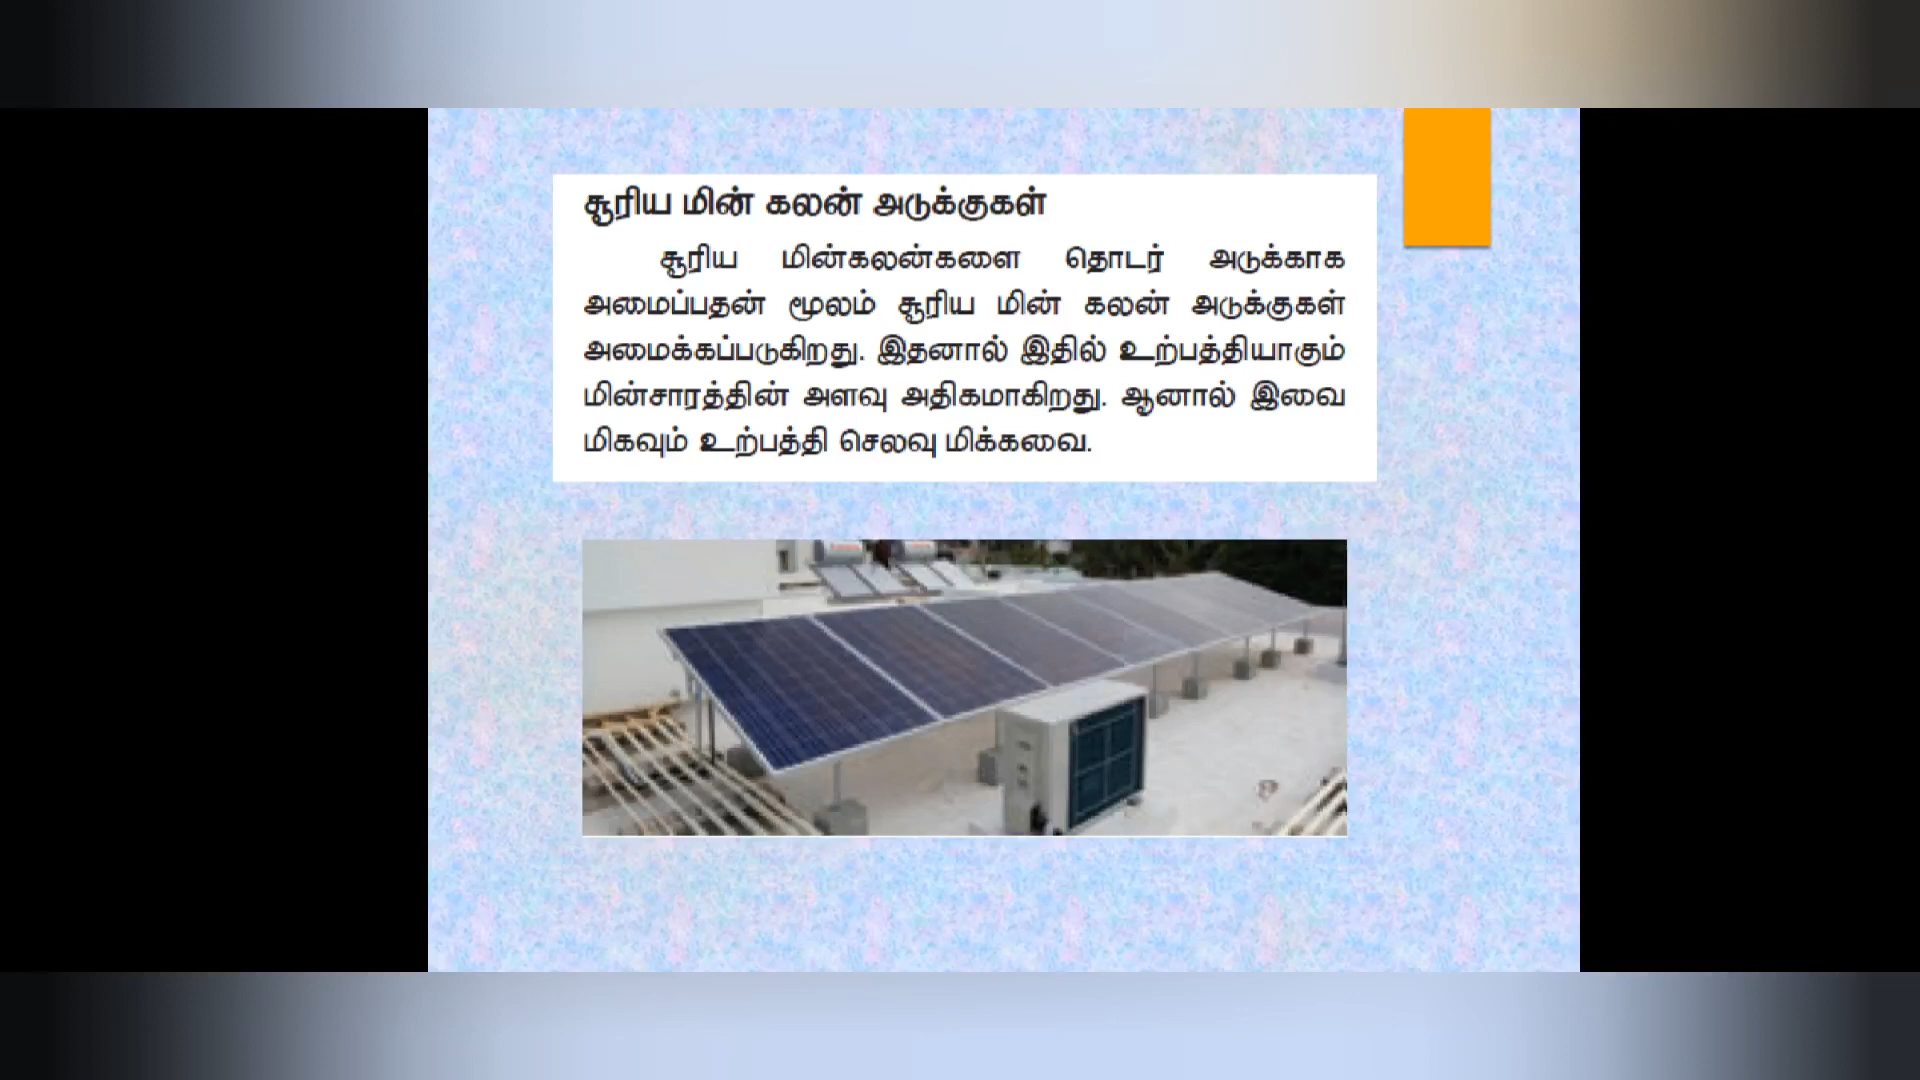 சூரிய மின் கலன் அடுக்குகள்
சூரிய மின்கலன்களை தொடர் அடுக்காக
அமைப்பதன் மூலம் சூரிய மின் கலன் அடுக்குகள்
அமைக்கப்படுகிறது. இதனால் இதில் உற்பத்தியாகும்
மின்சாரத்தின் அளவு அதிகமாகிறது. ஆனால் இவை
மிகவும் உற்பத்தி செலவு மிக்கவை.